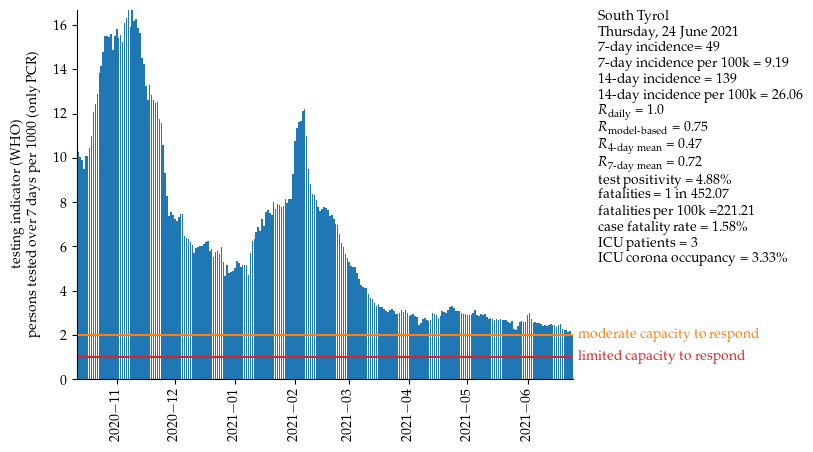 testing indicator (WHO)
persons tested over 7 days per 1000 (only PCR)
16
14
12
10
8
6
4
2
0
2020−11
2020−12
2021−01
2021−02
2021−03
2021−04
2021−05
2021−06
moderate capacity to respond
limited capacity to respond
South Tyrol
Thursday, 24 June 2021
7-day incidence= 49
7-day incidence per 100k = 9.19
14-day incidence = 139
14-day incidence per 100k = 26.06
R daily = 1.0
R model-based = 0.75
R 4-day mean = 0.47
R 7-day mean = 0.72
test positivity = 4.88%
fatalities = 1 in 452.07
fatalities per 100k =221.21
case fatality rate = 1.58%
ICU patients = 3
ICU corona occupancy = 3.33%